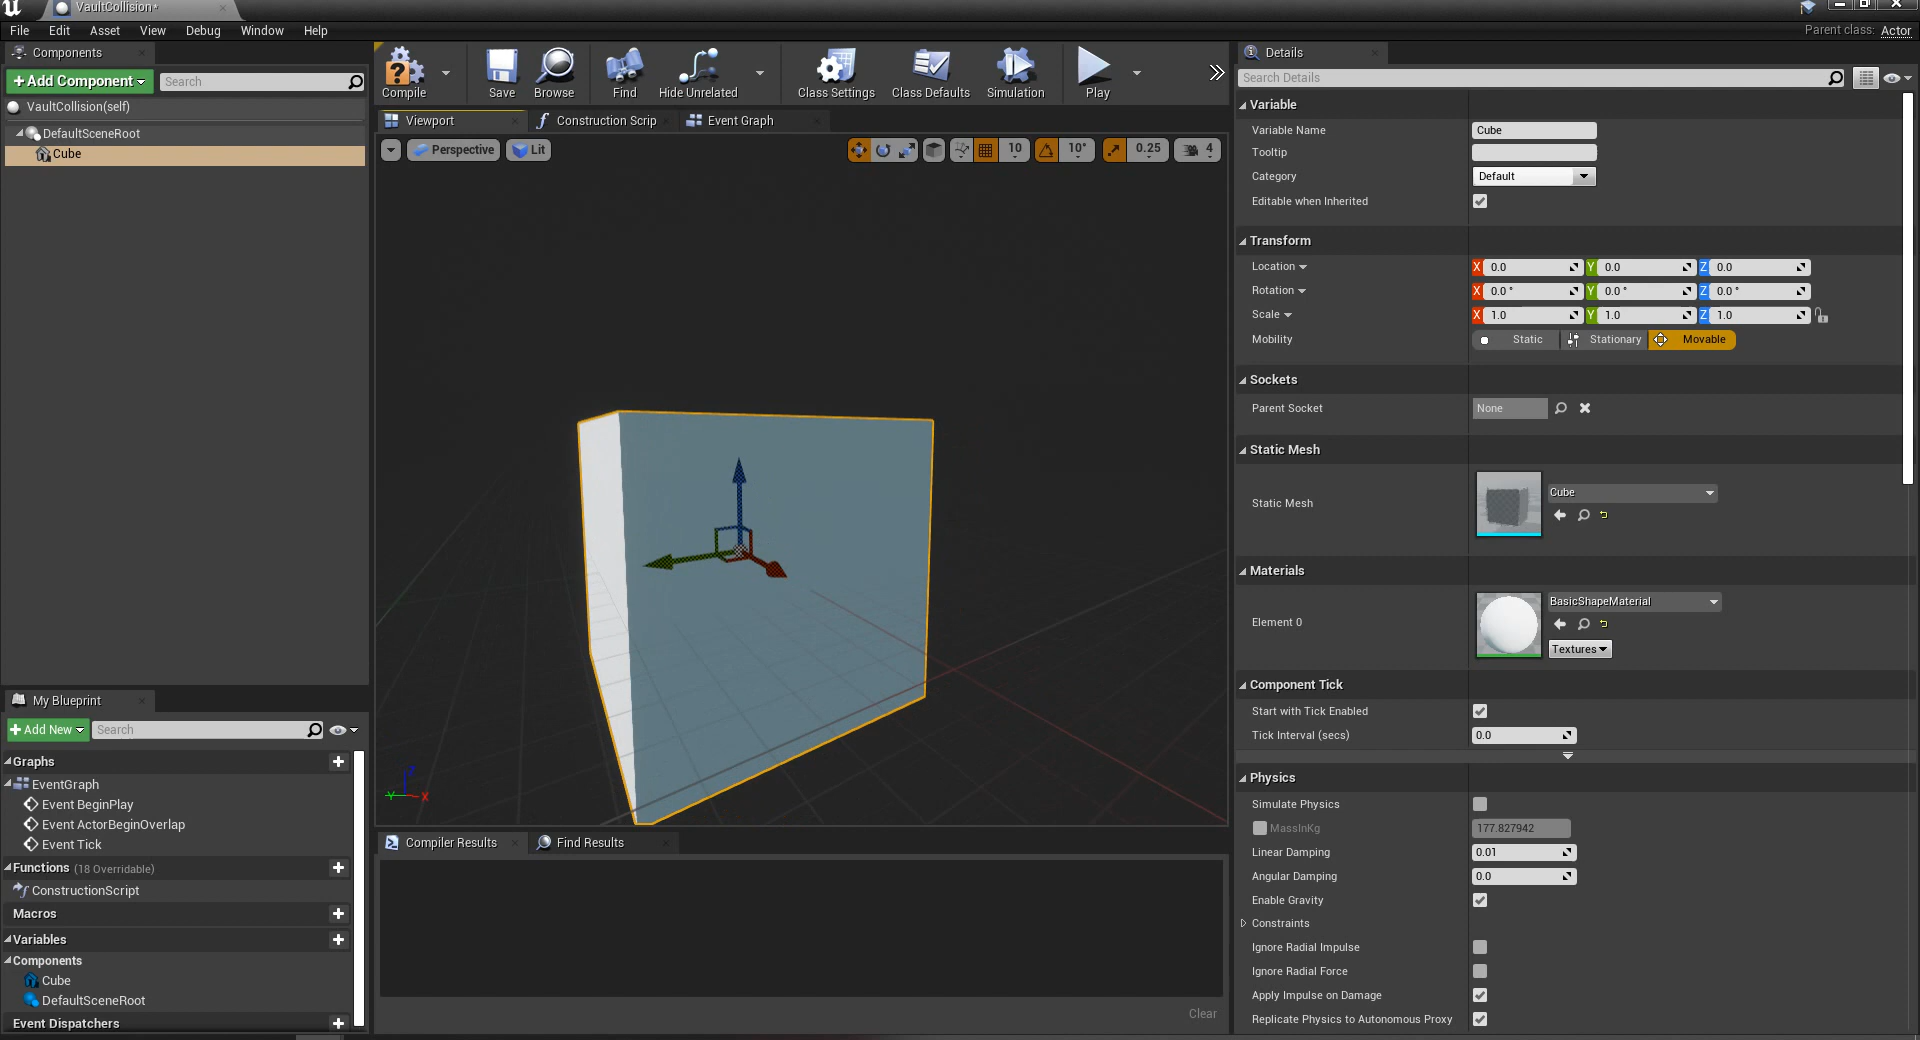 VaultCollision*
File Edit Asset View Debug Window Help
Parent class: Actor
Components
Add Component
Search
VaultCollision(self)
DefaultSceneRoot
Cube
My Blueprint
Add New
Search
Graphs
EventGraph
Event BeginPlay
Event ActorBeginOverlap
Event Tick
Functions (18 Overridable)
ConstructionScript
Macros
Variables
Components
Cube
DefaultSceneRoot
Event Dispatchers
Compile Save Browse Find Hide Unrelated Class Settings Class Defaults Simulation Play
Viewport Construction Scrip Event Graph
Perspective Lit 10 10° 0.25 4
Z
Y X
Compiler Results Find Results
Clear
Details
Search Details
Variable
Variable Name Cube
Tooltip
Category Default
Editable when Inherited
Transform
Location X 0.0 Y 0.0 Z 0.0
Rotation X 0.0 ° Y 0.0 ° Z 0.0 °
Scale X 1.0 Y 1.0 Z 1.0
Mobility Static Stationary Movable
Sockets
Parent Socket None
Static Mesh
Static Mesh Cube
Materials
Element 0 BasicShapeMaterial
Textures
Component Tick
Start with Tick Enabled
Tick Interval (secs) 0.0
Physics
Simulate Physics
MassInKg 177.827942
Linear Damping 0.01
Angular Damping 0.0
Enable Gravity
Constraints
Ignore Radial Impulse
Ignore Radial Force
Apply Impulse on Damage
Replicate Physics to Autonomous Proxy